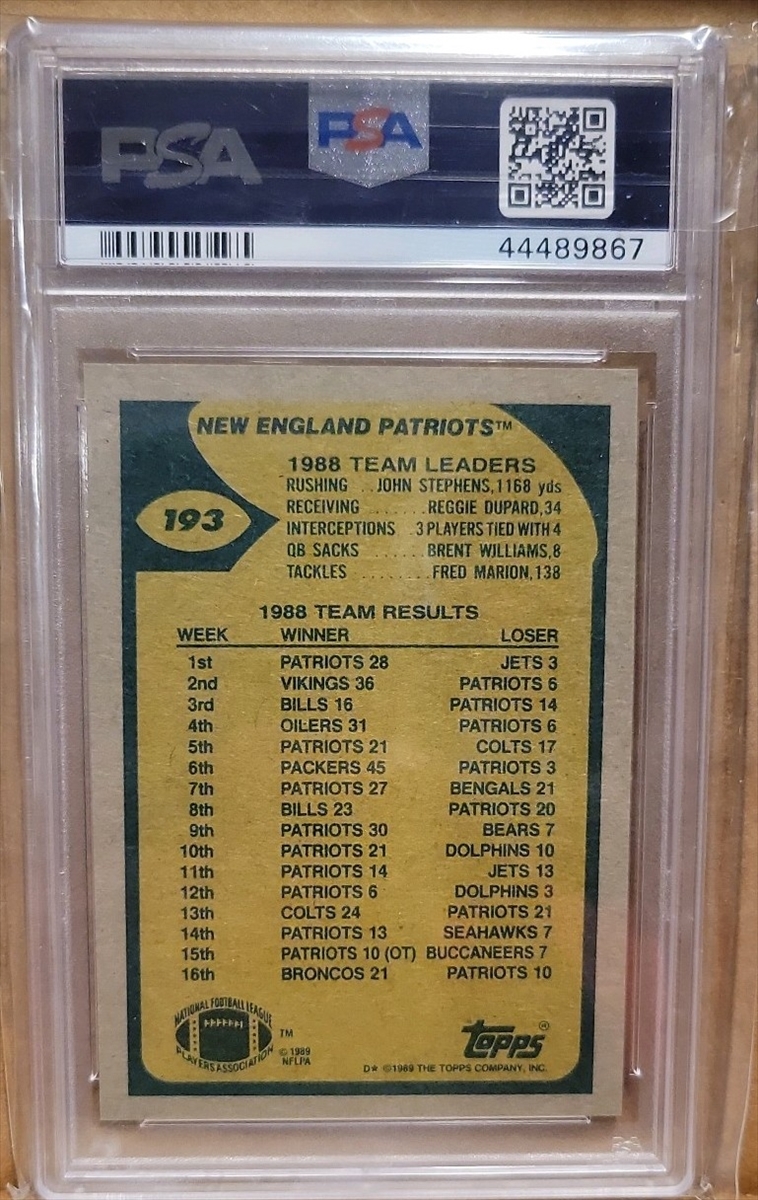 PSA PSA
44489867
NEW ENGLAND PATRIOTS™
1988 TEAM LEADERS
193
RUSHING ..JOHN STEPHENS,1168 yds
RECEIVING .......REGGIE DUPARD,34
INTERCEPTIONS ..3 PLAYERS TIED WITH 4
QB SACKS ......BRENT WILLIAMS,8
TACKLES ........FRED MARION,138
1988 TEAM RESULTS
WEEK WINNER LOSER
1st PATRIOTS 28 JETS 3
2nd VIKINGS 36 PATRIOTS 6
3rd BILLS 16 PATRIOTS 14
4th OILERS 31 PATRIOTS 6
5th PATRIOTS 21 COLTS 17
6th PACKERS 45 PATRIOTS 3
7th PATRIOTS 27 BENGALS 21
8th BILLS 23 PATRIOTS 20
9th PATRIOTS 30 BEARS 7
10th PATRIOTS 21 DOLPHINS 10
11th PATRIOTS 14 JETS 13
12th PATRIOTS 6 DOLPHINS 3
13th COLTS 24 PATRIOTS 21
14th PATRIOTS 13 SEAHAWKS 7
15th PATRIOTS 10 (OT) BUCCANEERS 7
16th BRONCOS 21 PATRIOTS 10
NATIONAL FOOTBALL LEAGUE
PLAYERS ASSOCIATION
™
© 1989
NFLPA
topps®
D* ©1989 THE TOPPS COMPANY, INC.
PSA